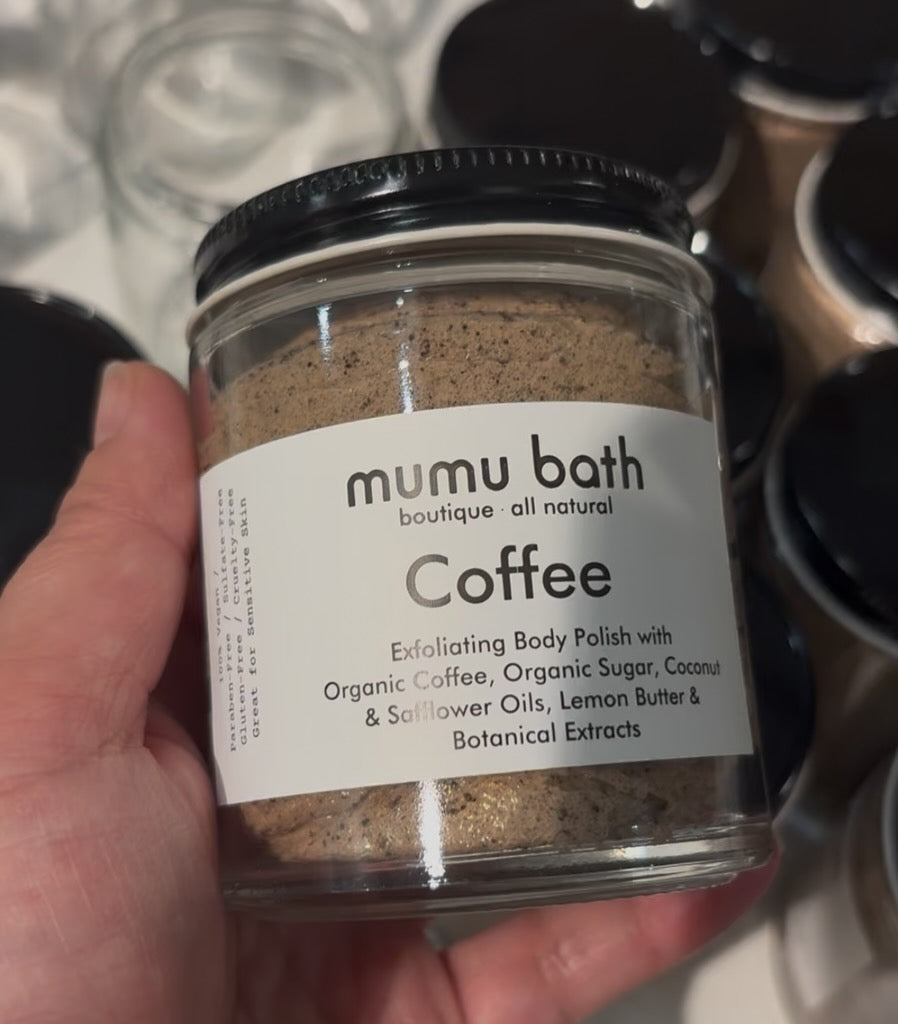 mumu bath
boutique · all natural
Coffee
Exfoliating Body Polish with
Organic Coffee, Organic Sugar, Coconut
& Safflower Oils, Lemon Butter &
Botanical Extracts
100% Vegan /
Paraben-Free / Sulfate-Free
Gluten-Free / Cruelty-Free
Great for Sensitive Skin